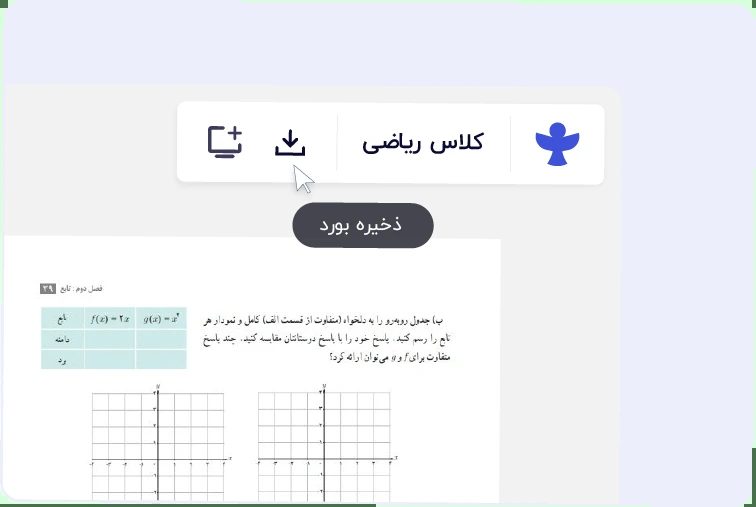 کلاس ریاضی
ذخیره بورد
فصل دوم : تابع ۳۹
ب) جدول روبه‌رو را به دلخواه (متفاوت از قسمت الف) کامل و نمودار هر
تابع را رسم کنید. پاسخ خود را با پاسخ دوستانتان مقایسه کنید. چند پاسخ
متفاوت برای f و g می‌توان ارائه کرد؟
تابع f(x) = ۲x g(x) = x²
دامنه
برد